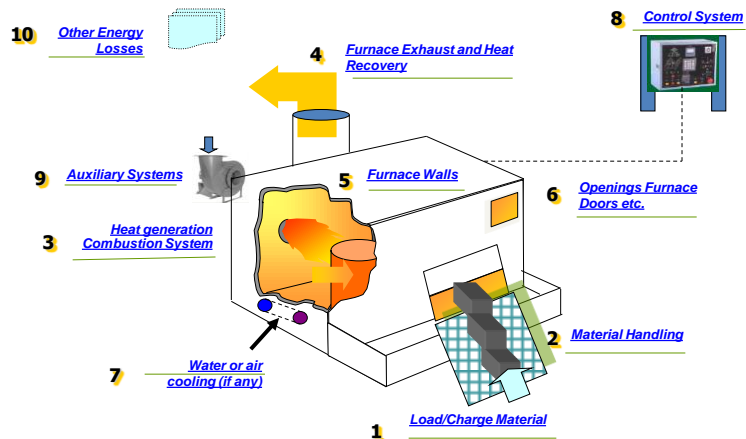 10 Other Energy
Losses
4 Furnace Exhaust and Heat
Recovery
8 Control System
9 Auxiliary Systems
5 Furnace Walls
6 Openings Furnace
Doors etc.
3 Heat generation
Combustion System
2 Material Handling
7 Water or air
cooling (if any)
1 Load/Charge Material